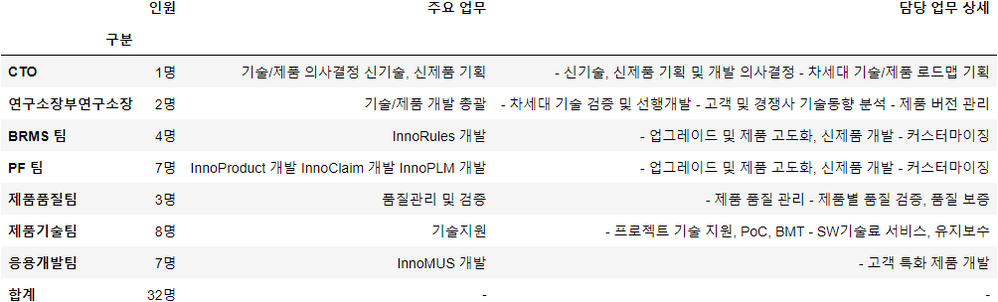 인원 주요 업무 담당 업무 상세
구분
CTO 1명 기술/제품 의사결정 신기술, 신제품 기획 - 신기술, 신제품 기획 및 개발 의사결정 - 차세대 기술/제품 로드맵 기획
연구소장부연구소장 2명 기술/제품 개발 총괄 - 차세대 기술 검증 및 선행개발 - 고객 및 경쟁사 기술동향 분석 - 제품 버전 관리
BRMS 팀 4명 InnoRules 개발 - 업그레이드 및 제품 고도화, 신제품 개발 - 커스터마이징
PF 팀 7명 InnoProduct 개발 InnoClaim 개발 InnoPLM 개발 - 업그레이드 및 제품 고도화, 신제품 개발 - 커스터마이징
제품품질팀 3명 품질관리 및 검증 - 제품 품질 관리 - 제품별 품질 검증, 품질 보증
제품기술팀 8명 기술지원 - 프로젝트 기술 지원, PoC, BMT - SW기술료 서비스, 유지보수
응용개발팀 7명 InnoMUS 개발 - 고객 특화 제품 개발
합계 32명 - -